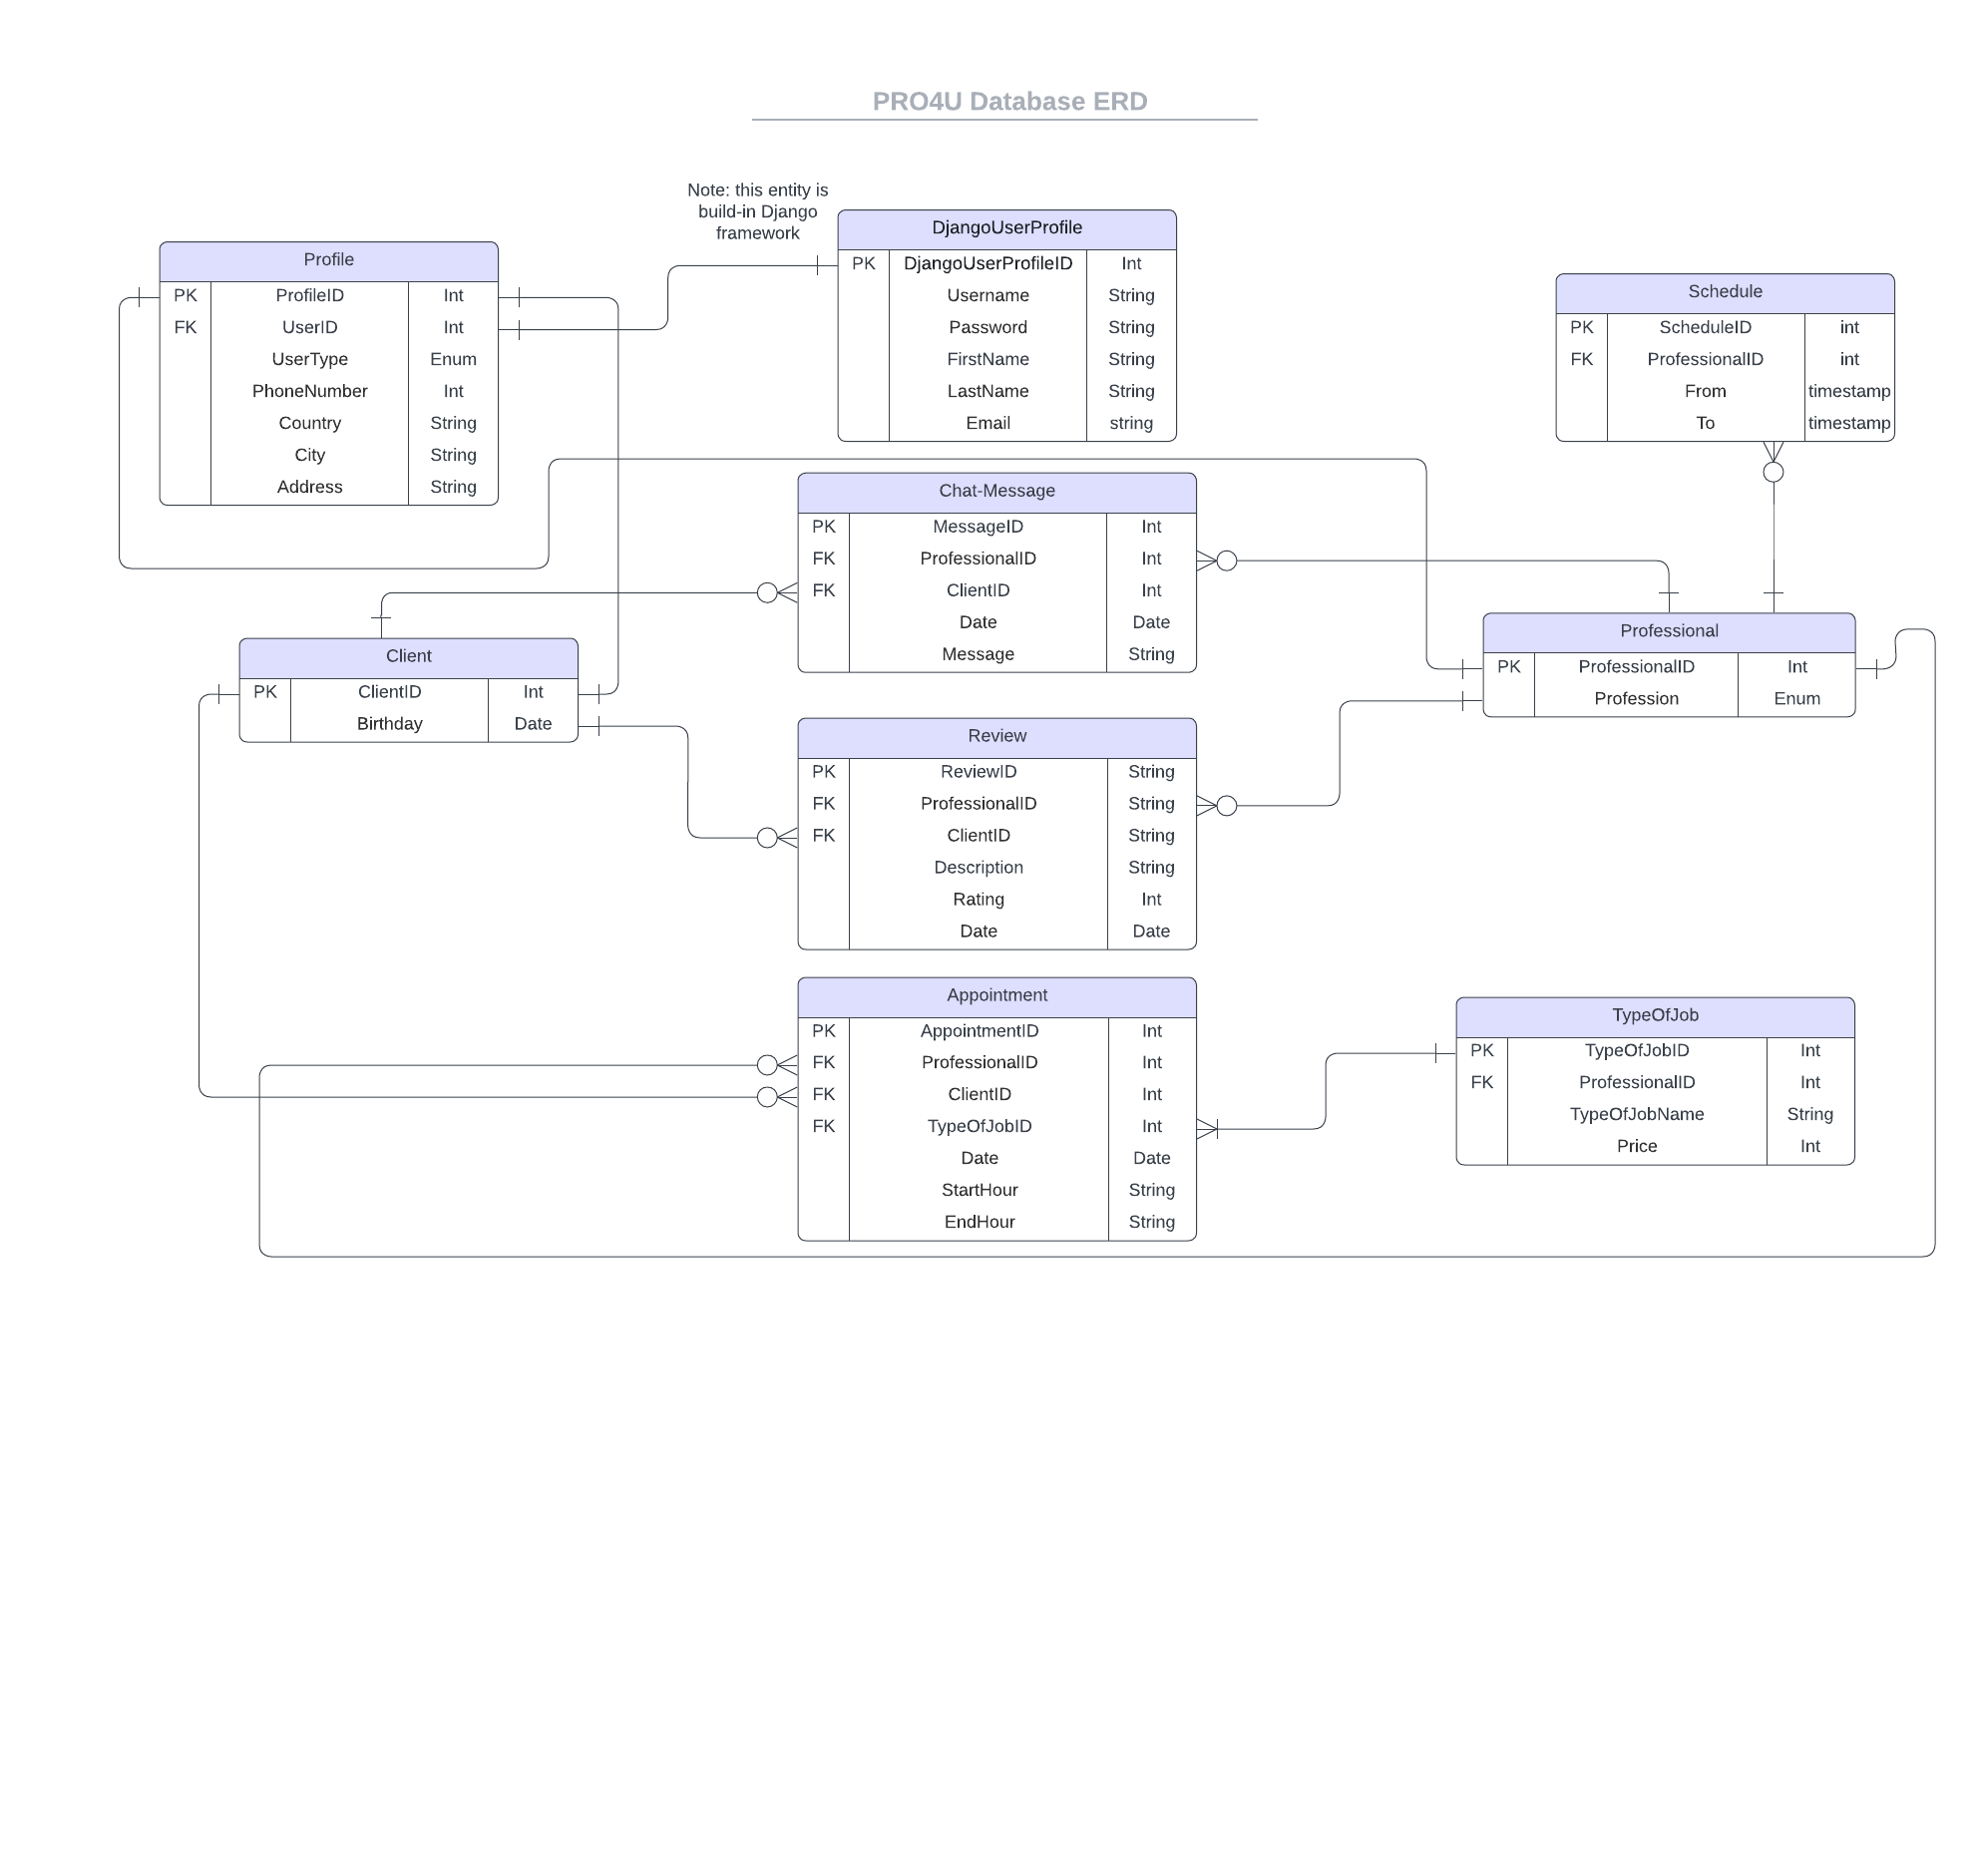 PRO4U Database ERD
Note: this entity is
build-in Django
framework
DjangoUserProfile
PK DjangoUserProfileID Int
Username String
Password String
FirstName String
LastName String
Email string
Profile
PK ProfileID Int
FK UserID Int
UserType Enum
PhoneNumber Int
Country String
City String
Address String
Schedule
PK ScheduleID int
FK ProfessionalID int
From timestamp
To timestamp
Chat-Message
PK MessageID Int
FK ProfessionalID Int
FK ClientID Int
Date Date
Message String
Client
PK ClientID Int
Birthday Date
Professional
PK ProfessionalID Int
Profession Enum
Review
PK ReviewID String
FK ProfessionalID String
FK ClientID String
Description String
Rating Int
Date Date
Appointment
PK AppointmentID Int
FK ProfessionalID Int
FK ClientID Int
FK TypeOfJobID Int
Date Date
StartHour String
EndHour String
TypeOfJob
PK TypeOfJobID Int
FK ProfessionalID Int
TypeOfJobName String
Price Int